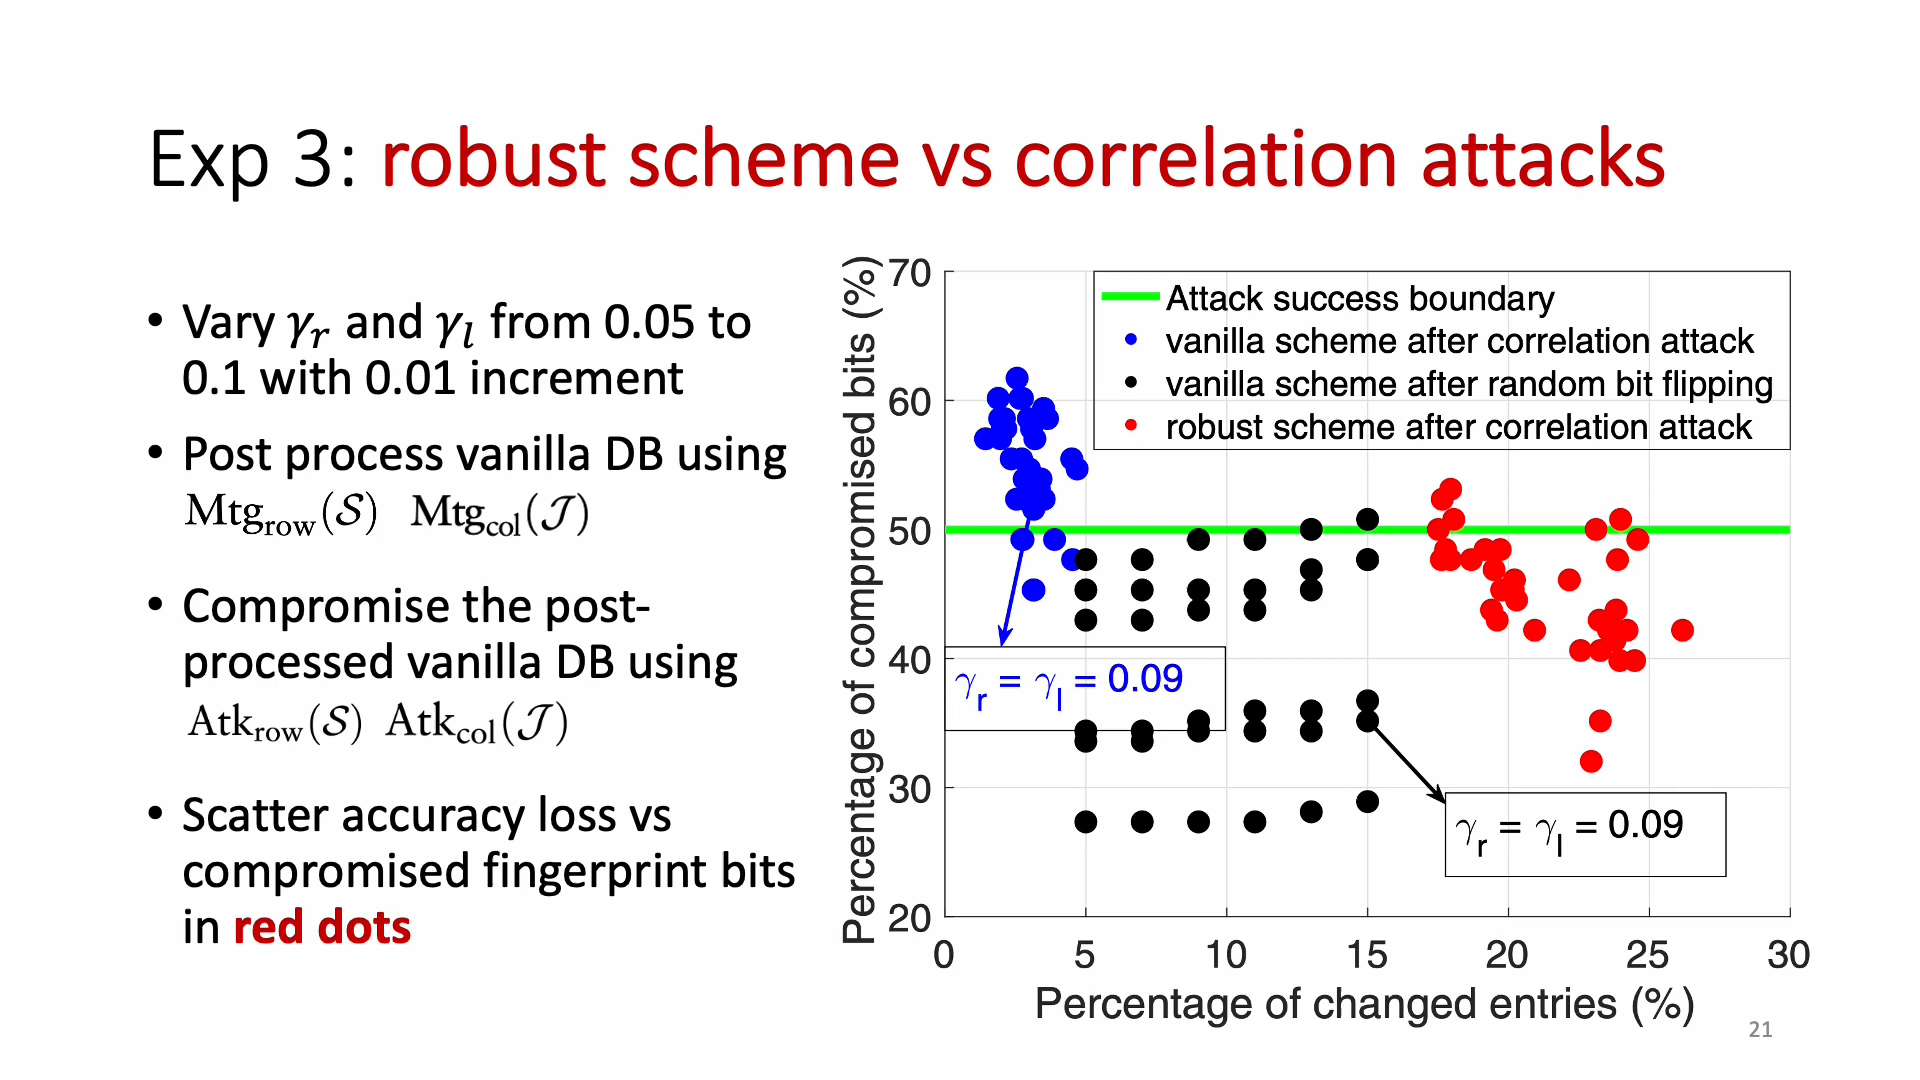 Exp 3: robust scheme vs correlation attacks
• Vary γr and γl from 0.05 to
0.1 with 0.01 increment
• Post process vanilla DB using
Mtgrow(𝒮) Mtgcol(𝒥)
• Compromise the post-
processed vanilla DB using
Atkrow(𝒮) Atkcol(𝒥)
• Scatter accuracy loss vs
compromised fingerprint bits
in red dots
Percentage of compromised bits (%)
70
60
50
40
30
20
Attack success boundary
vanilla scheme after correlation attack
vanilla scheme after random bit flipping
robust scheme after correlation attack
γr = γl = 0.09
γr = γl = 0.09
0 5 10 15 20 25 30
Percentage of changed entries (%)
21